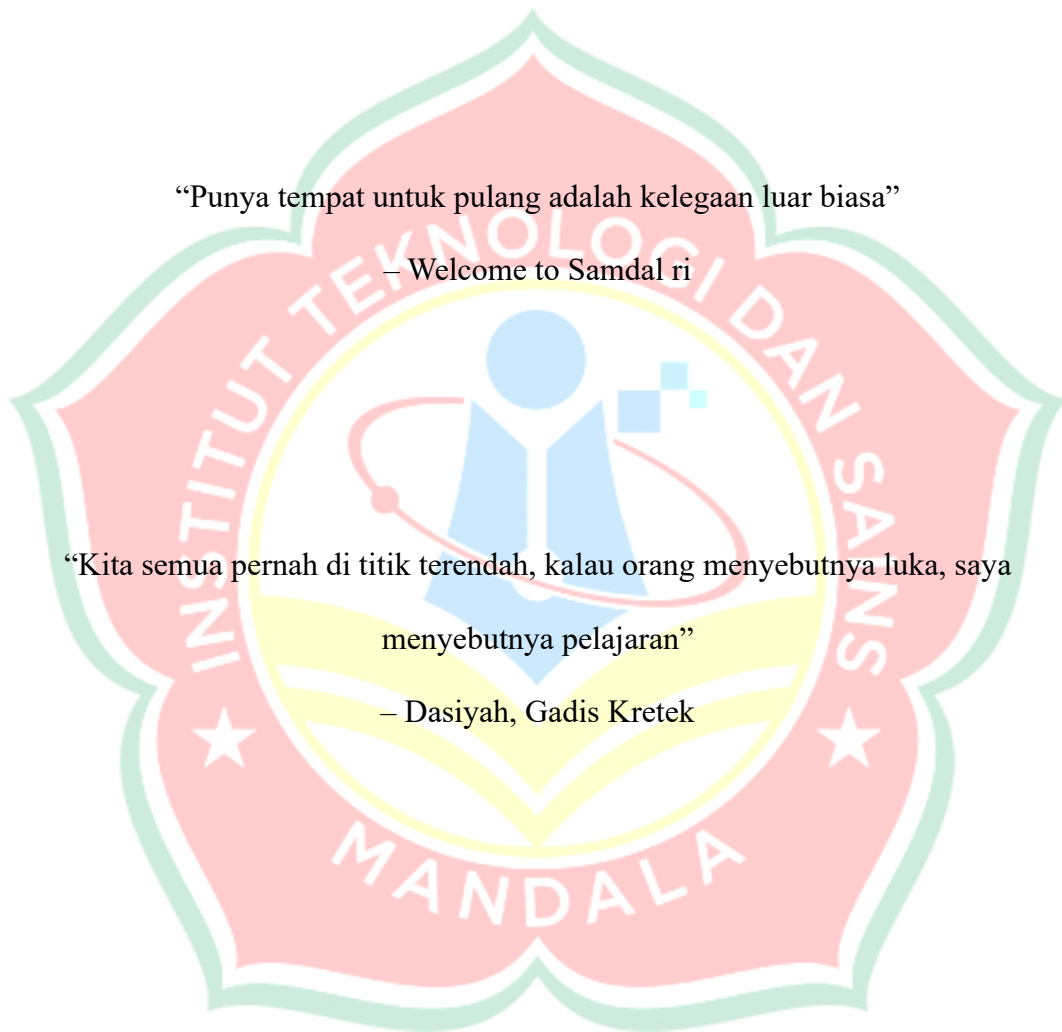 “Punya tempat untuk pulang adalah kelegaan luar biasa”
INSTITUT TEKNOLOGI DAN SAINS
– Welcome to Samdal ri
“Kita semua pernah di titik terendah, kalau orang menyebutnya luka, saya
menyebutnya pelajaran”
– Dasiyah, Gadis Kretek
MANDALA